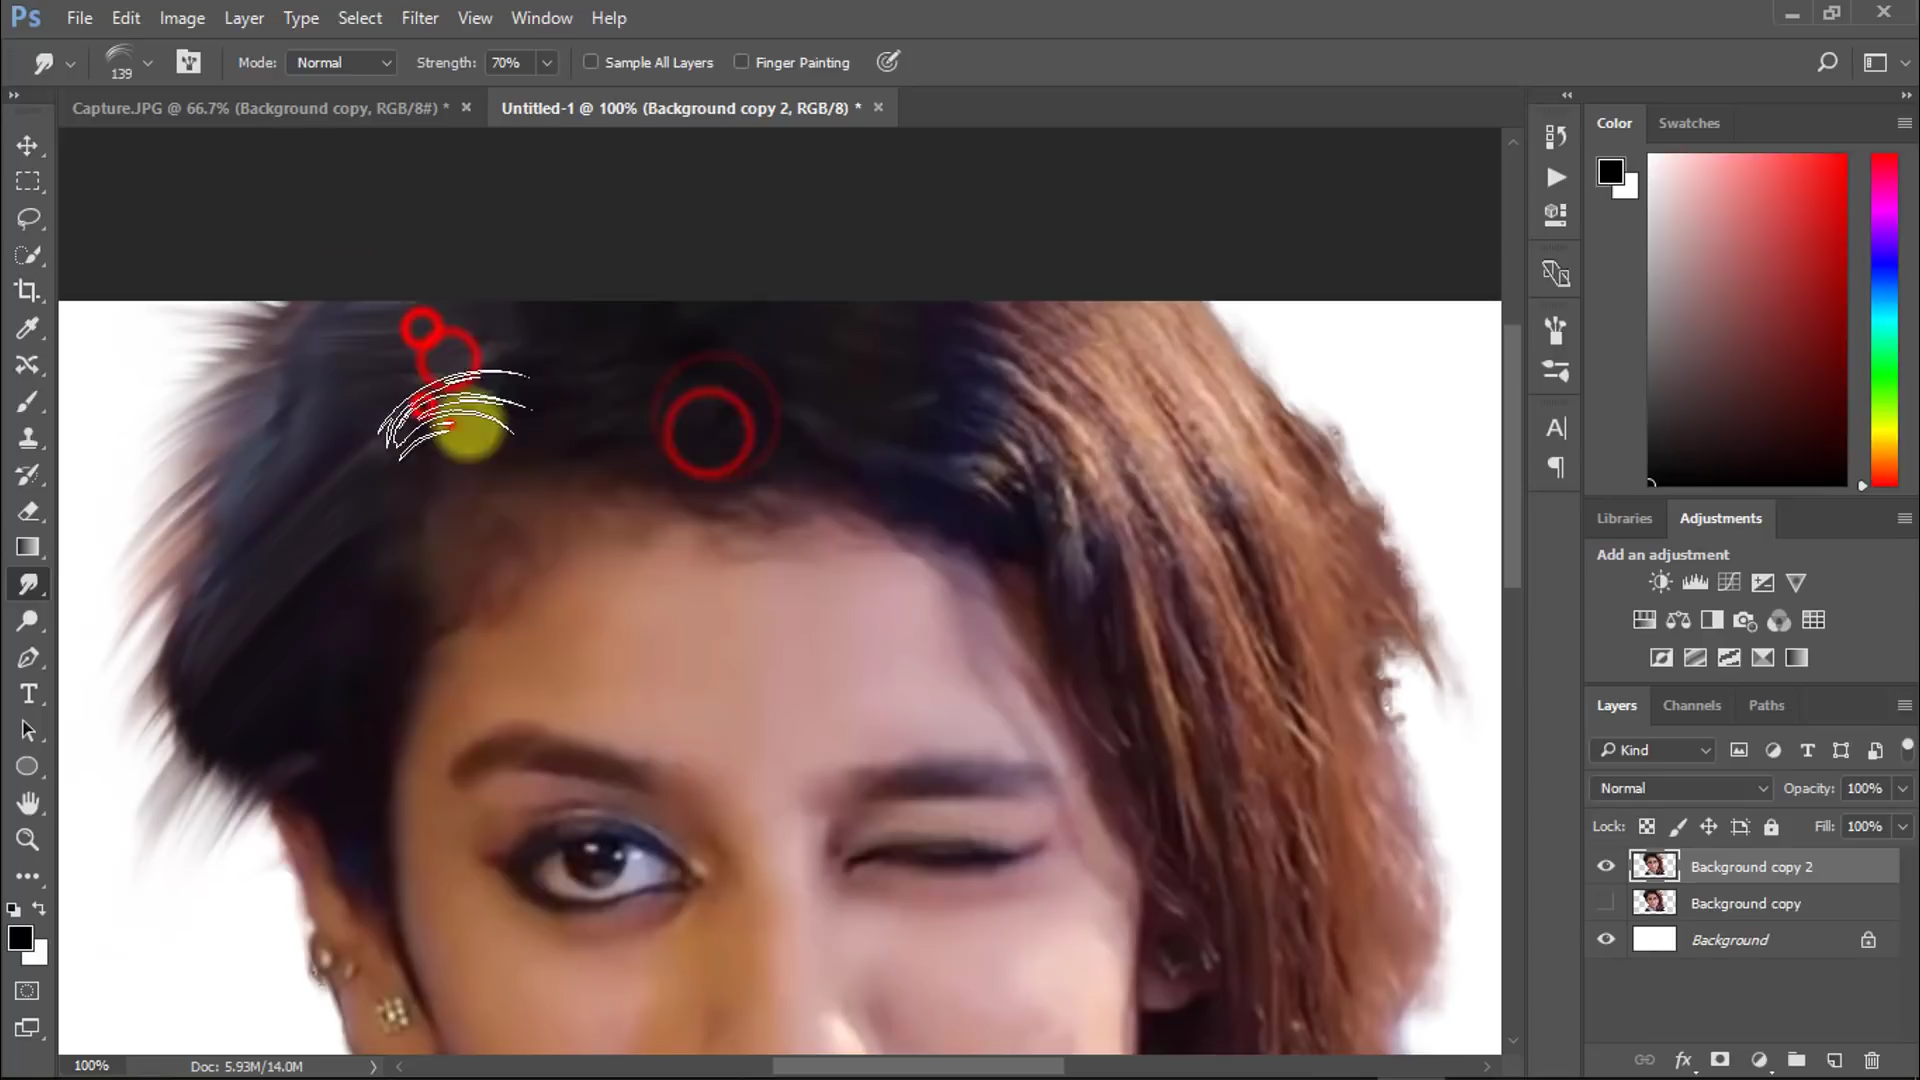 Ps File Edit Image Layer Type Select Filter View Window Help
139 Mode: Normal Strength: 70% Sample All Layers Finger Painting
Capture.JPG @ 66.7% (Background copy, RGB/8#) * Untitled-1 @ 100% (Background copy 2, RGB/8) *
Color Swatches
Libraries Adjustments
Add an adjustment
Layers Channels Paths
Kind
Normal Opacity: 100%
Lock: Fill: 100%
Background copy 2
Background copy
Background
100% Doc: 5.93M/14.0M